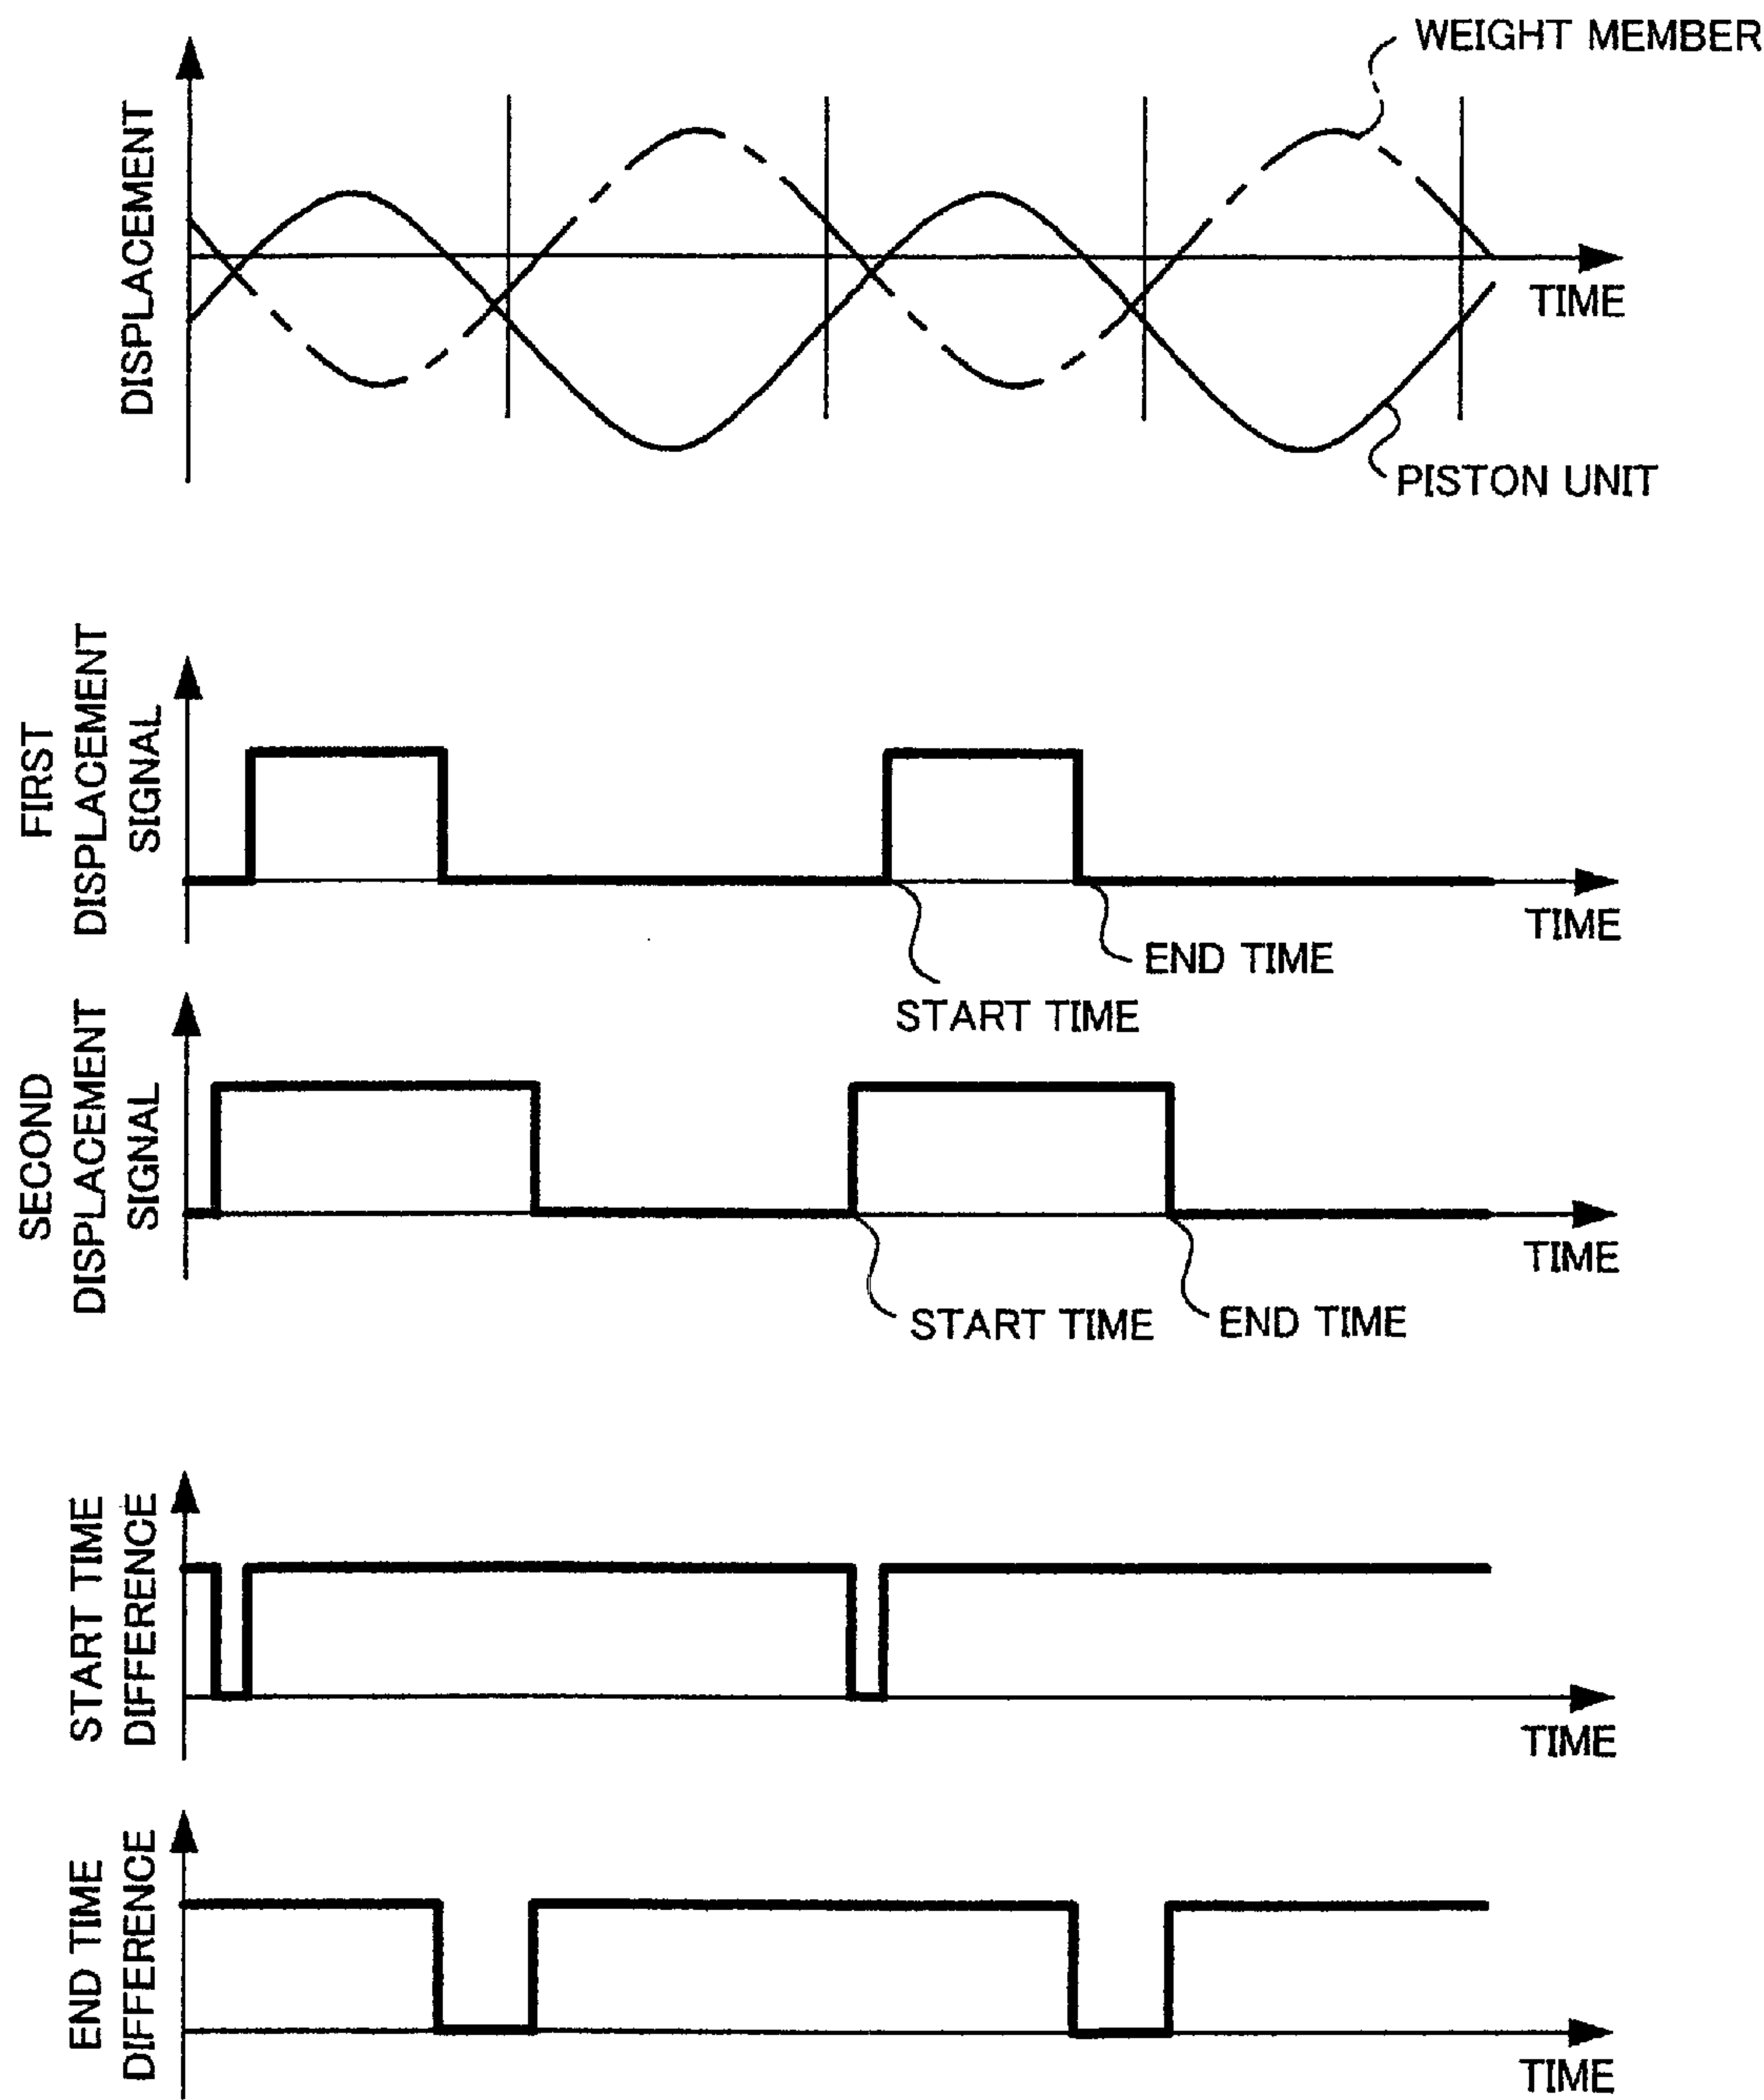 WEIGHT MEMBER
DISPLACEMENT
TIME
PISTON UNIT
FIRST
DISPLACEMENT
SIGNAL
TIME
END TIME
START TIME
SECOND
DISPLACEMENT
SIGNAL
TIME
START TIME
END TIME
START TIME
DIFFERENCE
TIME
END TIME
DIFFERENCE
TIME